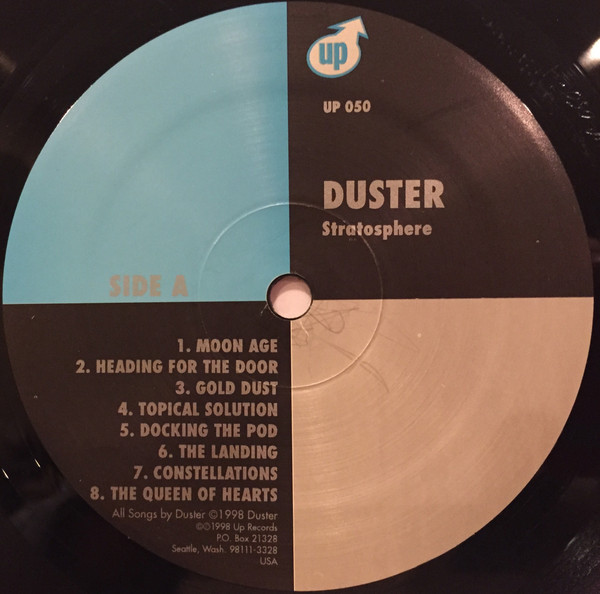 up
UP 050
DUSTER
Stratosphere
SIDE A
1. MOON AGE
2. HEADING FOR THE DOOR
3. GOLD DUST
4. TOPICAL SOLUTION
5. DOCKING THE POD
6. THE LANDING
7. CONSTELLATIONS
8. THE QUEEN OF HEARTS
All Songs by Duster ©1998 Duster
©℗1998 Up Records
P.O. Box 21328
Seattle, Wash. 98111-3328
USA